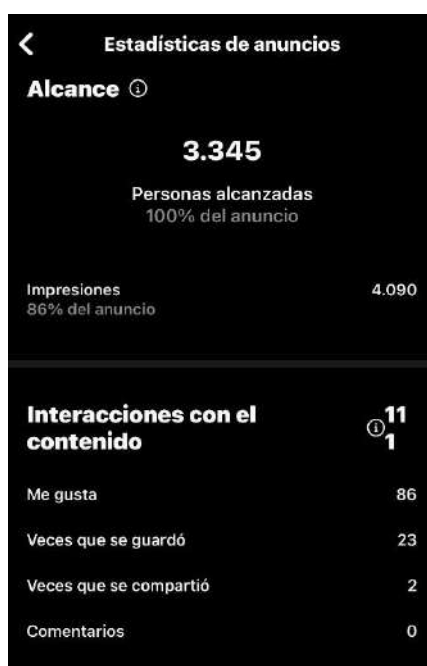 Estadísticas de anuncios
Alcance
3.345
Personas alcanzadas
100% del anuncio
Impresiones 4.090
86% del anuncio
Interacciones con el 11
contenido 1
Me gusta 86
Veces que se guardó 23
Veces que se compartió 2
Comentarios 0